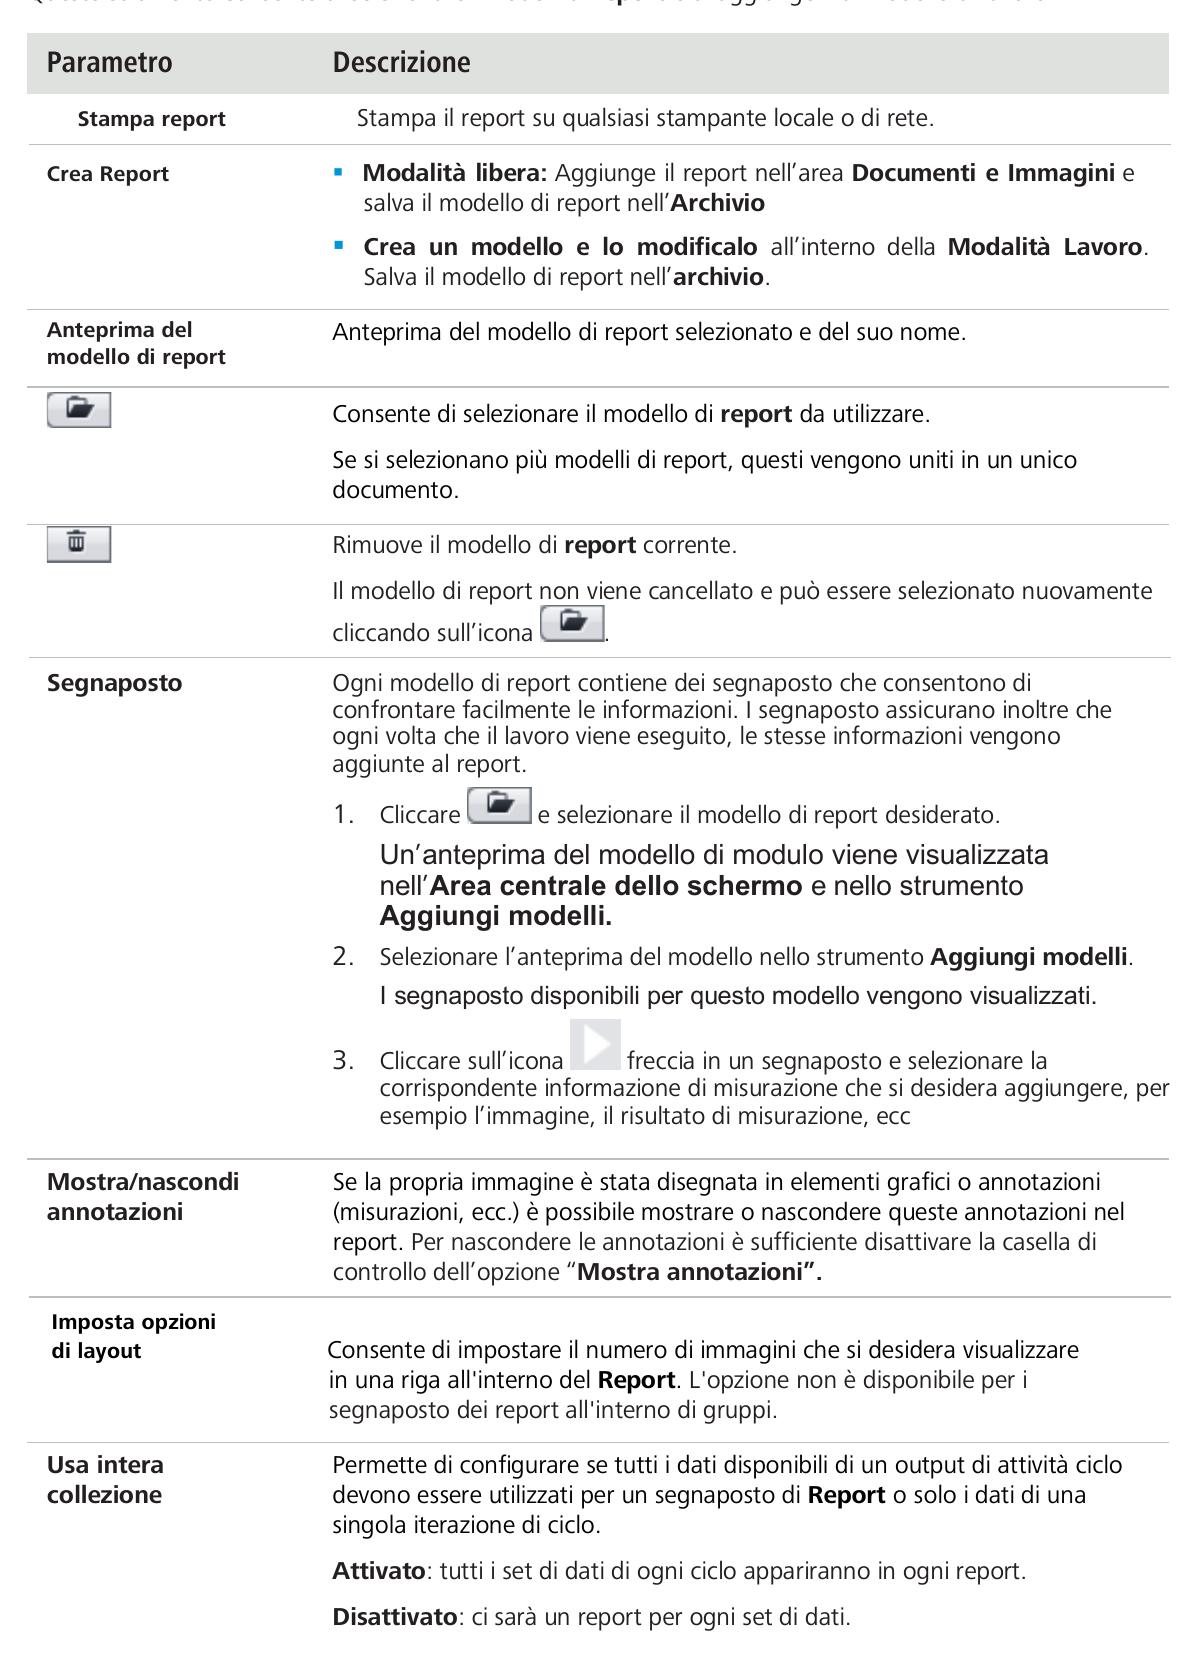 Parametro Descrizione
Stampa report Stampa il report su qualsiasi stampante locale o di rete.
Crea Report ▪ Modalità libera: Aggiunge il report nell’area Documenti e Immagini e
salva il modello di report nell’Archivio
▪ Crea un modello e lo modificalo all’interno della Modalità Lavoro.
Salva il modello di report nell’archivio.
Anteprima del Anteprima del modello di report selezionato e del suo nome.
modello di report
Consente di selezionare il modello di report da utilizzare.
Se si selezionano più modelli di report, questi vengono uniti in un unico
documento.
Rimuove il modello di report corrente.
Il modello di report non viene cancellato e può essere selezionato nuovamente
cliccando sull’icona .
Segnaposto Ogni modello di report contiene dei segnaposto che consentono di
confrontare facilmente le informazioni. I segnaposto assicurano inoltre che
ogni volta che il lavoro viene eseguito, le stesse informazioni vengono
aggiunte al report.
1. Cliccare e selezionare il modello di report desiderato.
Un’anteprima del modello di modulo viene visualizzata
nell’Area centrale dello schermo e nello strumento
Aggiungi modelli.
2. Selezionare l’anteprima del modello nello strumento Aggiungi modelli.
I segnaposto disponibili per questo modello vengono visualizzati.
3. Cliccare sull’icona freccia in un segnaposto e selezionare la
corrispondente informazione di misurazione che si desidera aggiungere, per
esempio l’immagine, il risultato di misurazione, ecc
Mostra/nascondi Se la propria immagine è stata disegnata in elementi grafici o annotazioni
annotazioni (misurazioni, ecc.) è possibile mostrare o nascondere queste annotazioni nel
report. Per nascondere le annotazioni è sufficiente disattivare la casella di
controllo dell’opzione “Mostra annotazioni”.
Imposta opzioni
di layout Consente di impostare il numero di immagini che si desidera visualizzare
in una riga all'interno del Report. L'opzione non è disponibile per i
segnaposto dei report all'interno di gruppi.
Usa intera Permette di configurare se tutti i dati disponibili di un output di attività ciclo
collezione devono essere utilizzati per un segnaposto di Report o solo i dati di una
singola iterazione di ciclo.
Attivato: tutti i set di dati di ogni ciclo appariranno in ogni report.
Disattivato: ci sarà un report per ogni set di dati.